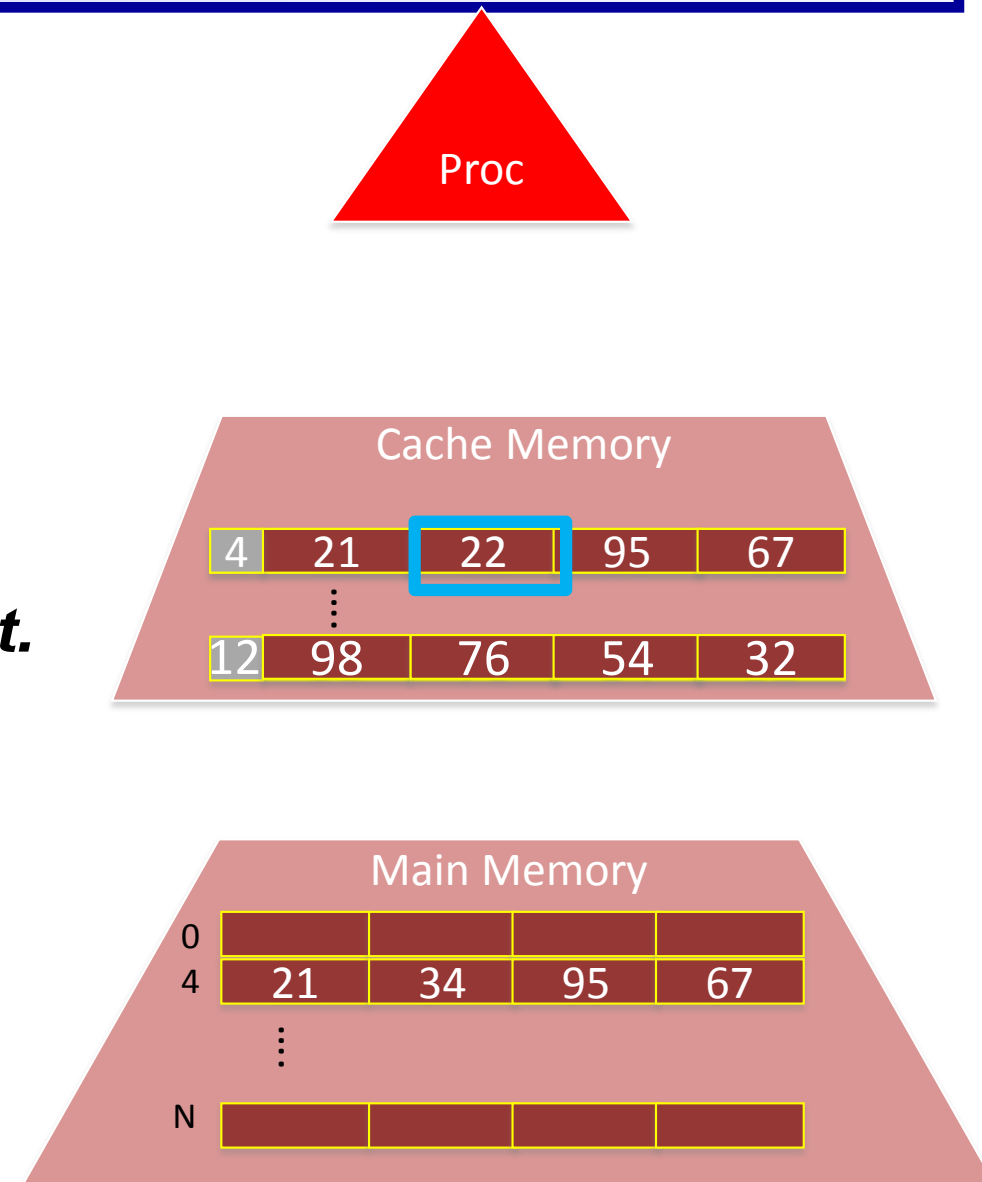 Proc
Cache Memory
4 21 22 95 67
t.
12 98 76 54 32
Main Memory
0
4 21 34 95 67
N